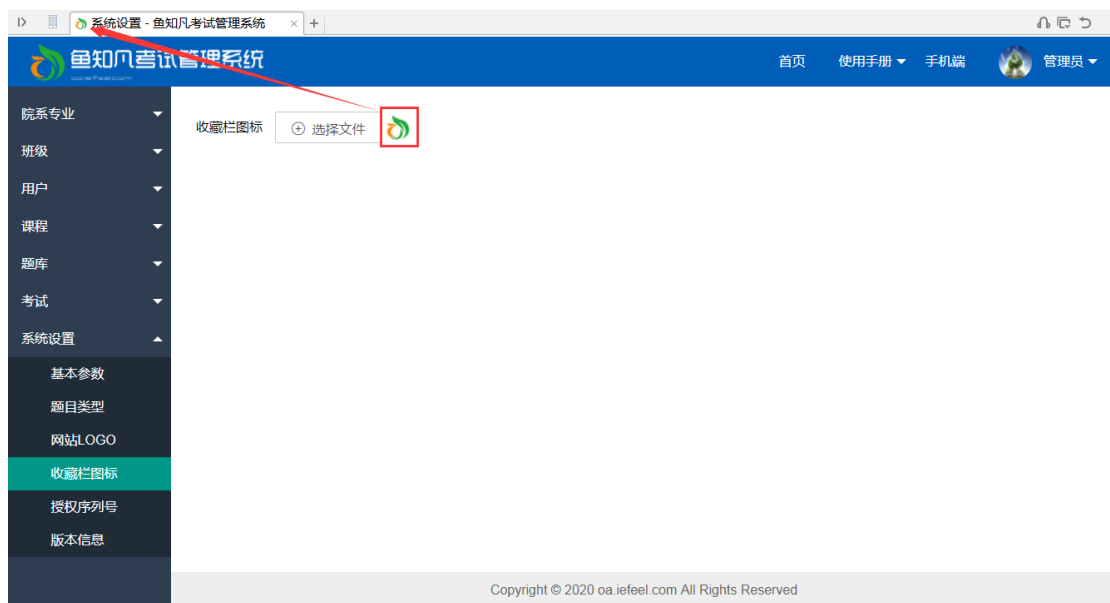 系统设置 - 鱼知凡考试管理系统
鱼知凡考试管理系统
oa.iefeel.com
首页 使用手册 手机端 管理员
院系专业
收藏栏图标 选择文件
班级
用户
课程
题库
考试
系统设置
基本参数
题目类型
网站LOGO
收藏栏图标
授权序列号
版本信息
Copyright © 2020 oa.iefeel.com All Rights Reserved